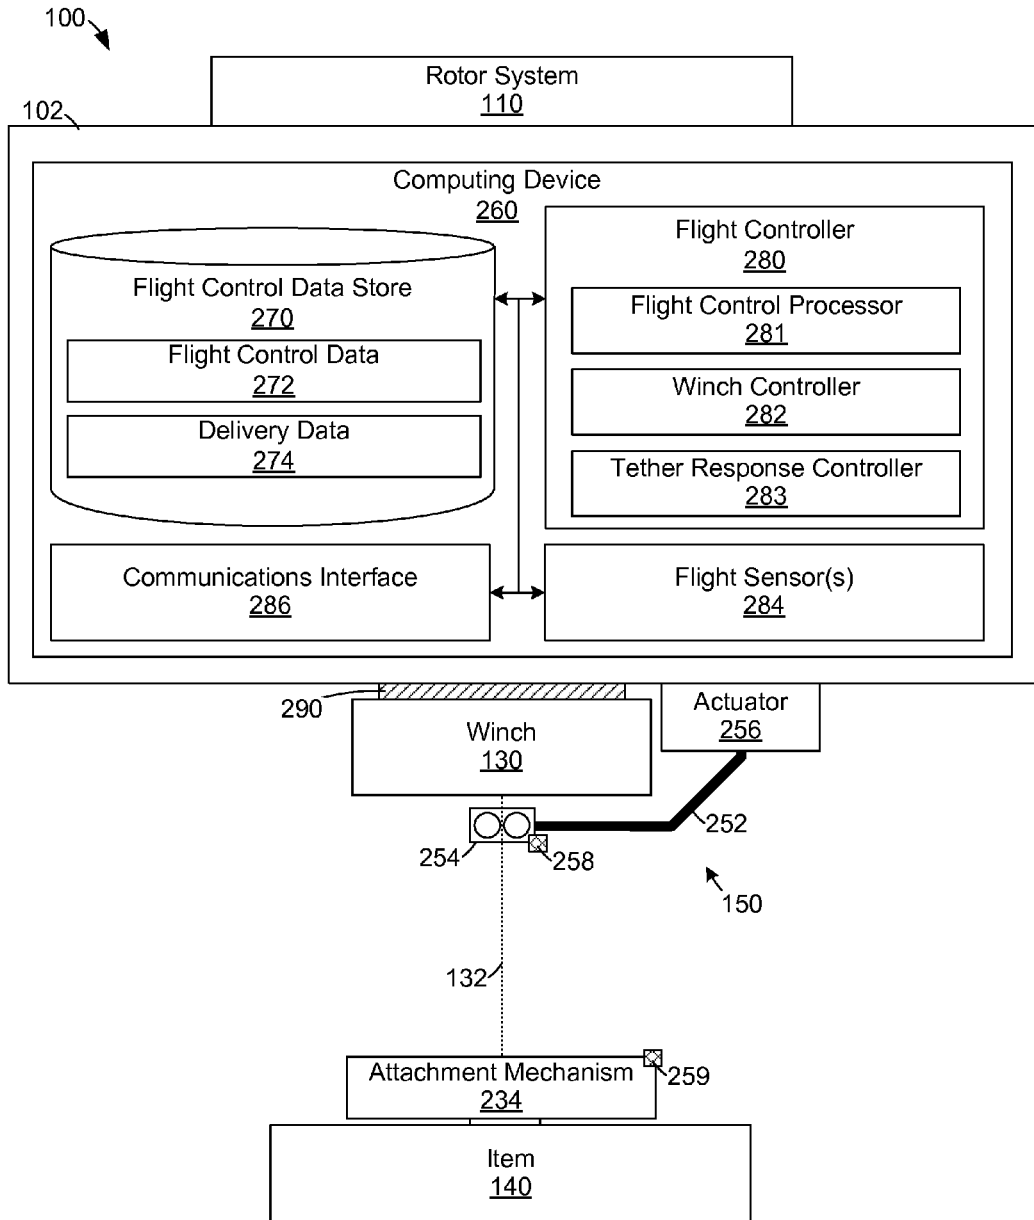 100
Rotor System
110
102
Computing Device
260
Flight Control Data Store
270
Flight Control Data
272
Delivery Data
274
Flight Controller
280
Flight Control Processor
281
Winch Controller
282
Tether Response Controller
283
Communications Interface
286
Flight Sensor(s)
284
290
Winch
130
Actuator
256
252
254
258
150
132
Attachment Mechanism
234
259
Item
140